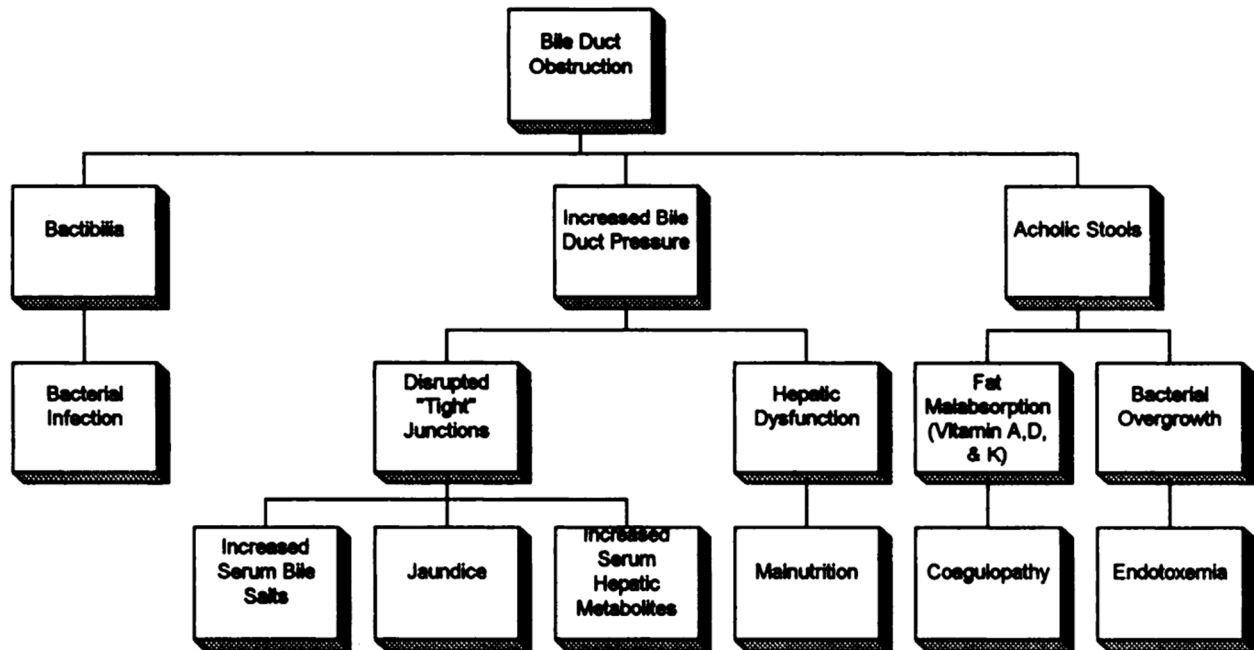 Bile Duct
Obstruction
Bactibilia
Increased Bile
Duct Pressure
Acholic Stools
Bacterial
Infection
Disrupted
"Tight"
Junctions
Hepatic
Dysfunction
Fat
Malabsorption
(Vitamin A,D,
& K)
Bacterial
Overgrowth
Increased
Serum Bile
Salts
Jaundice
Increased
Serum
Hepatic
Metabolites
Malnutrition
Coagulopathy
Endotoxemia